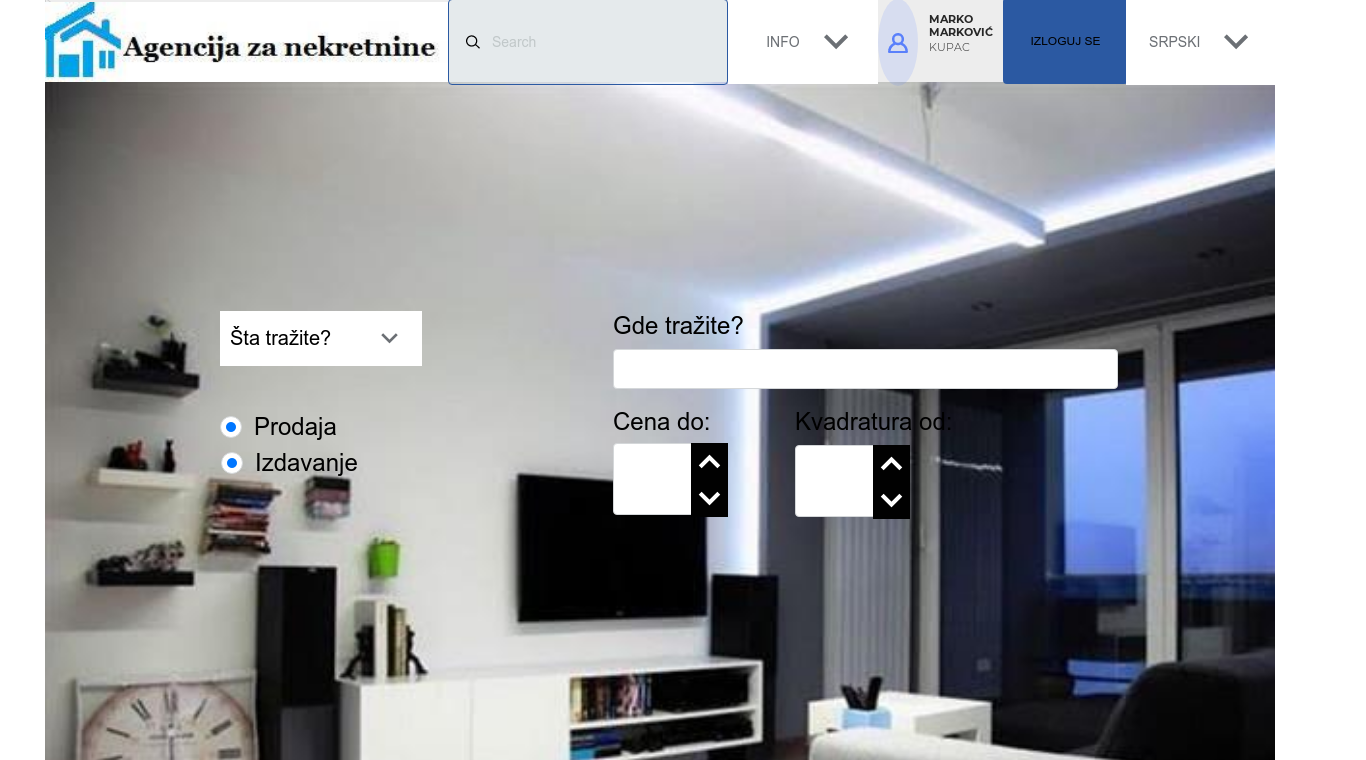 Agencija za nekretnine
Search
INFO
MARKO
MARKOVIĆ
KUPAC
IZLOGUJ SE
SRPSKI
Šta tražite?
Gde tražite?
Prodaja
Izdavanje
Cena do:
Kvadratura od: